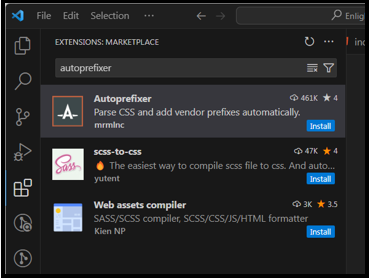 File Edit Selection ··· Enlig
EXTENSIONS: MARKETPLACE
autoprefixer
Autoprefixer 461K ★ 4
Parse CSS and add vendor prefixes automatically.
mrmlnc Install
scss-to-css 47K ★ 4
🔥 The easiest way to compile scss file to css. And auto...
yutent Install
Web assets compiler 3K ★ 3.5
SASS/SCSS compiler, SCSS/CSS/JS/HTML formatter
Kien NP Install